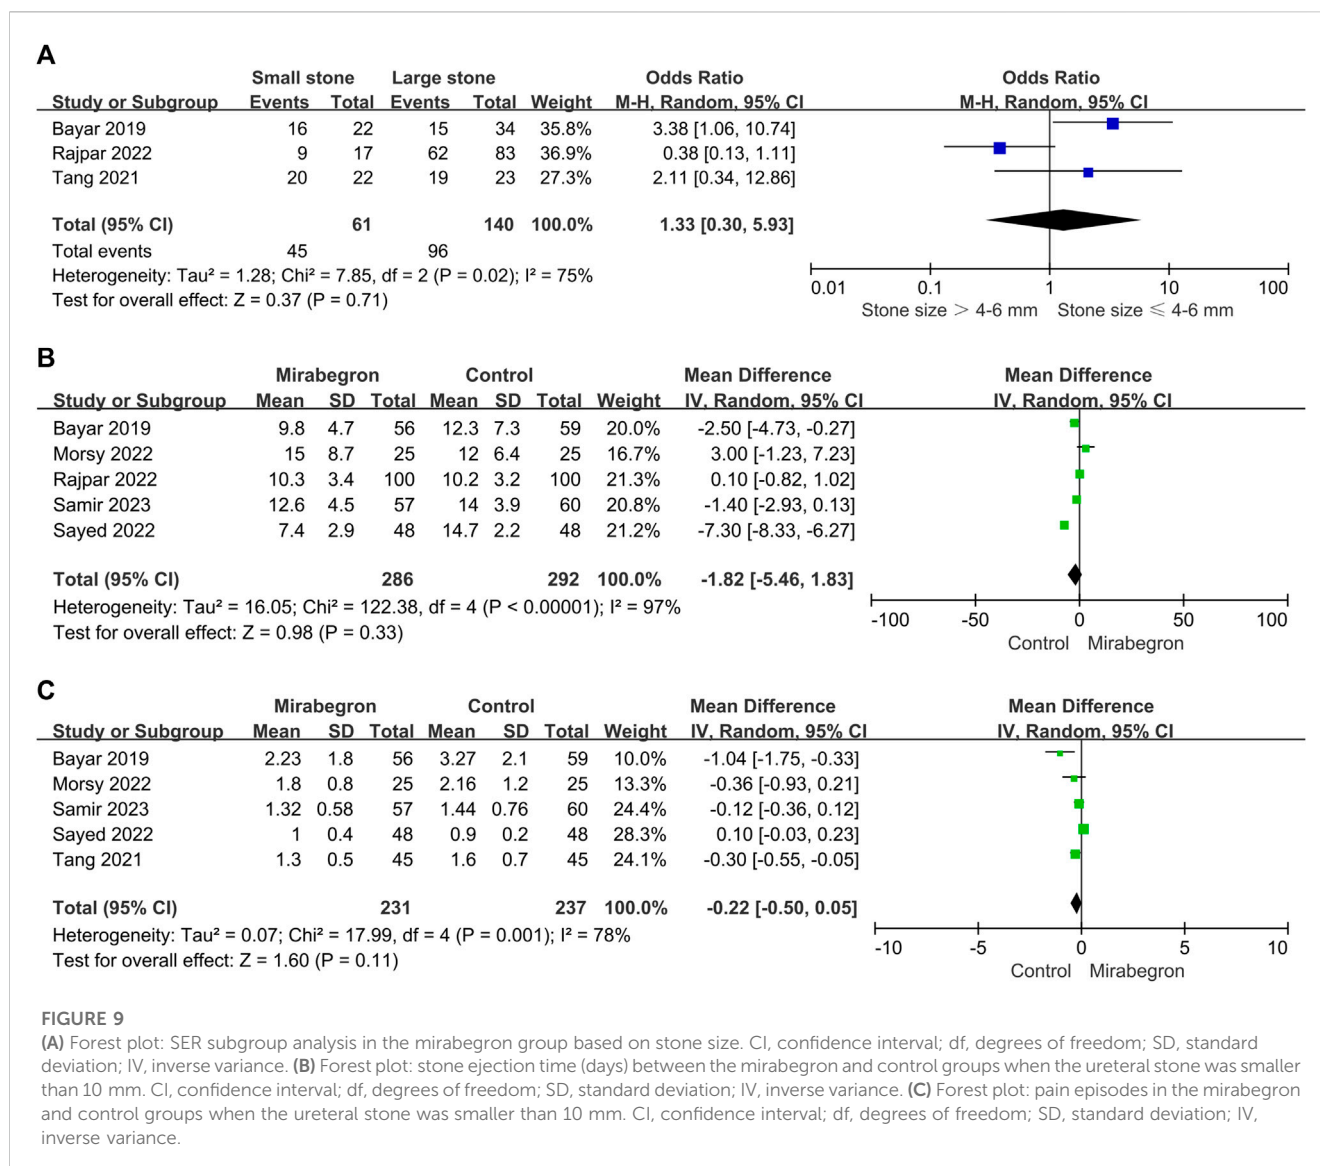 A
Small stone Large stone Odds Ratio Odds Ratio
Study or Subgroup Events Total Events Total Weight M-H, Random, 95% CI M-H, Random, 95% CI
Bayar 2019 16 22 15 34 35.8% 3.38 [1.06, 10.74]
Rajpar 2022 9 17 62 83 36.9% 0.38 [0.13, 1.11]
Tang 2021 20 22 19 23 27.3% 2.11 [0.34, 12.86]
Total (95% CI) 61 140 100.0% 1.33 [0.30, 5.93]
Total events 45 96
Heterogeneity: Tau² = 1.28; Chi² = 7.85, df = 2 (P = 0.02); I² = 75%
Test for overall effect: Z = 0.37 (P = 0.71)
0.01 0.1 1 10 100
Stone size > 4-6 mm Stone size ⩽ 4-6 mm
B
Mirabegron Control Mean Difference Mean Difference
Study or Subgroup Mean SD Total Mean SD Total Weight IV, Random, 95% CI IV, Random, 95% CI
Bayar 2019 9.8 4.7 56 12.3 7.3 59 20.0% -2.50 [-4.73, -0.27]
Morsy 2022 15 8.7 25 12 6.4 25 16.7% 3.00 [-1.23, 7.23]
Rajpar 2022 10.3 3.4 100 10.2 3.2 100 21.3% 0.10 [-0.82, 1.02]
Samir 2023 12.6 4.5 57 14 3.9 60 20.8% -1.40 [-2.93, 0.13]
Sayed 2022 7.4 2.9 48 14.7 2.2 48 21.2% -7.30 [-8.33, -6.27]
Total (95% CI) 286 292 100.0% -1.82 [-5.46, 1.83]
Heterogeneity: Tau² = 16.05; Chi² = 122.38, df = 4 (P < 0.00001); I² = 97%
Test for overall effect: Z = 0.98 (P = 0.33)
-100 -50 0 50 100
Control Mirabegron
C
Mirabegron Control Mean Difference Mean Difference
Study or Subgroup Mean SD Total Mean SD Total Weight IV, Random, 95% CI IV, Random, 95% CI
Bayar 2019 2.23 1.8 56 3.27 2.1 59 10.0% -1.04 [-1.75, -0.33]
Morsy 2022 1.8 0.8 25 2.16 1.2 25 13.3% -0.36 [-0.93, 0.21]
Samir 2023 1.32 0.58 57 1.44 0.76 60 24.4% -0.12 [-0.36, 0.12]
Sayed 2022 1 0.4 48 0.9 0.2 48 28.3% 0.10 [-0.03, 0.23]
Tang 2021 1.3 0.5 45 1.6 0.7 45 24.1% -0.30 [-0.55, -0.05]
Total (95% CI) 231 237 100.0% -0.22 [-0.50, 0.05]
Heterogeneity: Tau² = 0.07; Chi² = 17.99, df = 4 (P = 0.001); I² = 78%
Test for overall effect: Z = 1.60 (P = 0.11)
-10 -5 0 5 10
Control Mirabegron
FIGURE 9
(A) Forest plot: SER subgroup analysis in the mirabegron group based on stone size. CI, confidence interval; df, degrees of freedom; SD, standard
deviation; IV, inverse variance. (B) Forest plot: stone ejection time (days) between the mirabegron and control groups when the ureteral stone was smaller
than 10 mm. CI, confidence interval; df, degrees of freedom; SD, standard deviation; IV, inverse variance. (C) Forest plot: pain episodes in the mirabegron
and control groups when the ureteral stone was smaller than 10 mm. CI, confidence interval; df, degrees of freedom; SD, standard deviation; IV,
inverse variance.